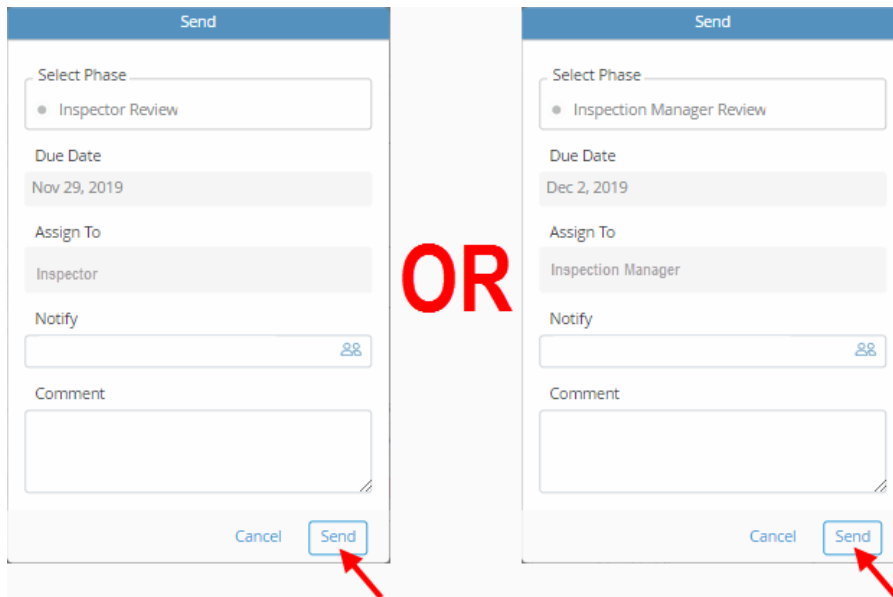 Send
Select Phase
Inspector Review
Due Date
Nov 29, 2019
Assign To
Inspector
Notify
Comment
Cancel
Send
OR
Send
Select Phase
Inspection Manager Review
Due Date
Dec 2, 2019
Assign To
Inspection Manager
Notify
Comment
Cancel
Send